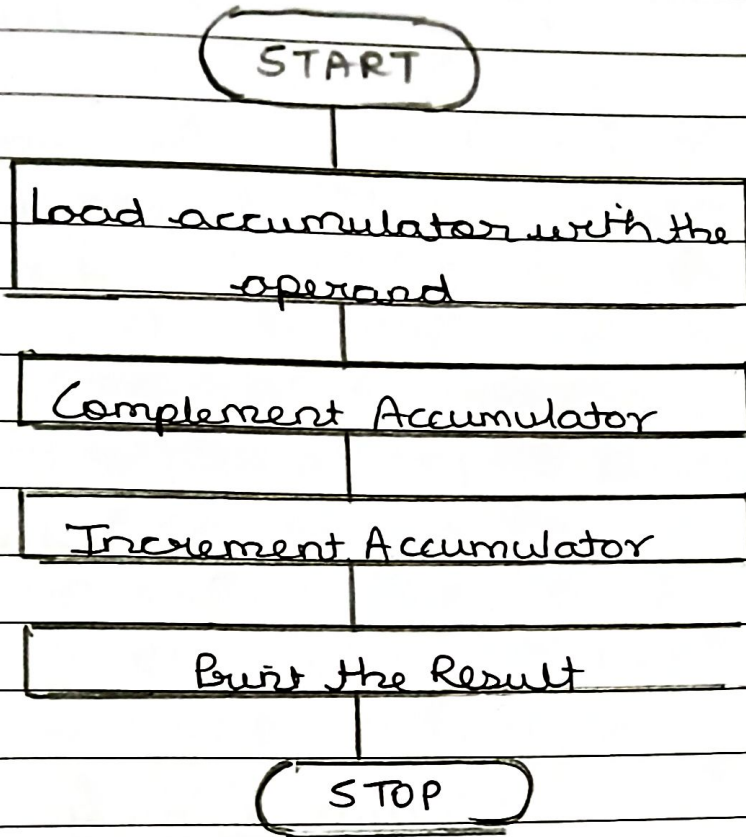 START
Load accumulator with the
operand
Complement Accumulator
Increment Accumulator
Print the Result
STOP